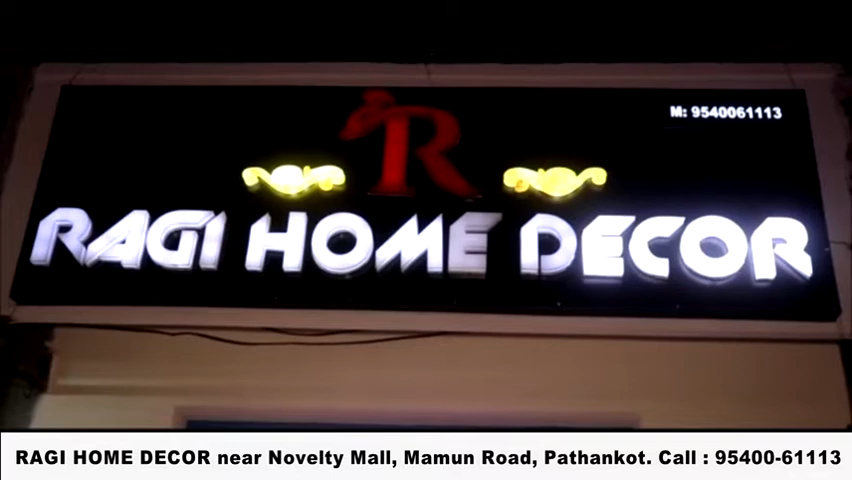 R
M: 9540061113
RAGI HOME DECOR
RAGI HOME DECOR near Novelty Mall, Mamun Road, Pathankot. Call : 95400-61113